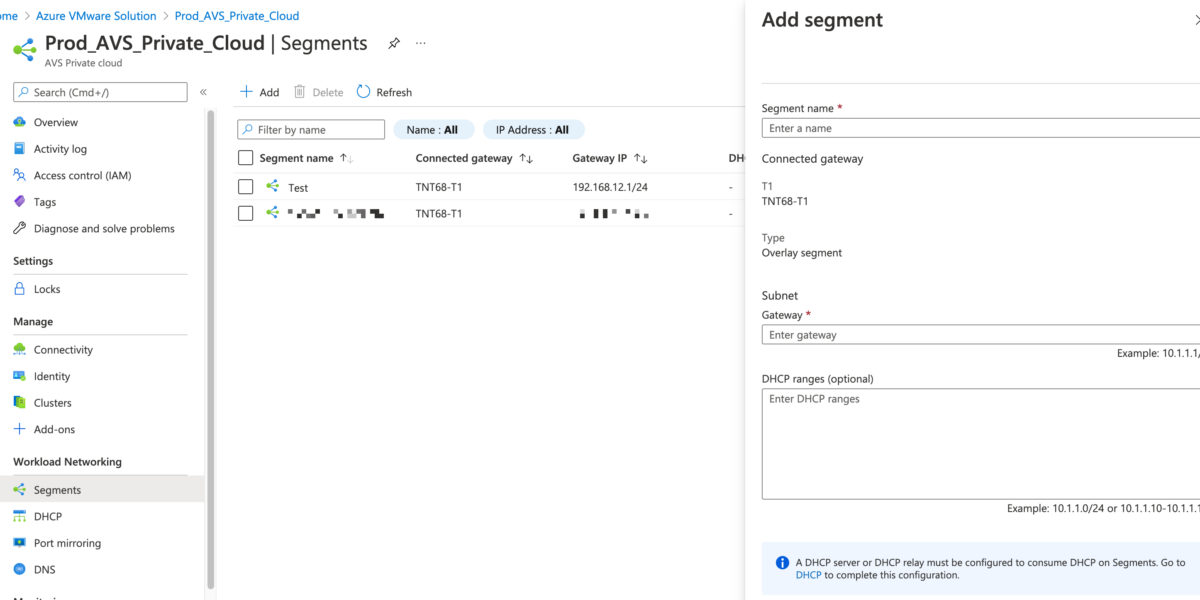 ome > Azure VMware Solution > Prod_AVS_Private_Cloud
Prod_AVS_Private_Cloud | Segments
AVS Private cloud
Search (Cmd+/)
«
Overview
Activity log
Access control (IAM)
Tags
Diagnose and solve problems
Settings
Locks
Manage
Connectivity
Identity
Clusters
Add-ons
Workload Networking
Segments
DHCP
Port mirroring
DNS
Add Delete Refresh
Filter by name Name : All IP Address : All
Segment name ↑↓ Connected gateway ↑↓ Gateway IP ↑↓ DH
Test TNT68-T1 192.168.12.1/24 -
TNT68-T1 -
Add segment
Segment name *
Enter a name
Connected gateway
T1
TNT68-T1
Type
Overlay segment
Subnet
Gateway *
Enter gateway
Example: 10.1.1.1/
DHCP ranges (optional)
Enter DHCP ranges
Example: 10.1.1.0/24 or 10.1.1.10-10.1.1.1
A DHCP server or DHCP relay must be configured to consume DHCP on Segments. Go to
DHCP to complete this configuration.